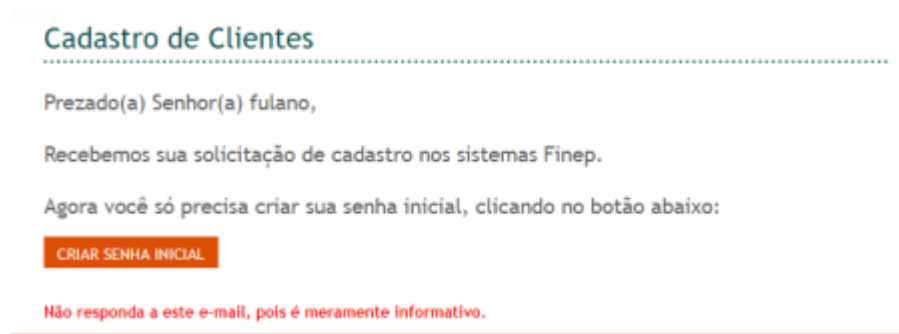 Cadastro de Clientes
Prezado(a) Senhor(a) fulano,
Recebemos sua solicitação de cadastro nos sistemas Finep.
Agora você só precisa criar sua senha inicial, clicando no botão abaixo:
CRIAR SENHA INICIAL
Não responda a este e-mail, pois é meramente informativo.